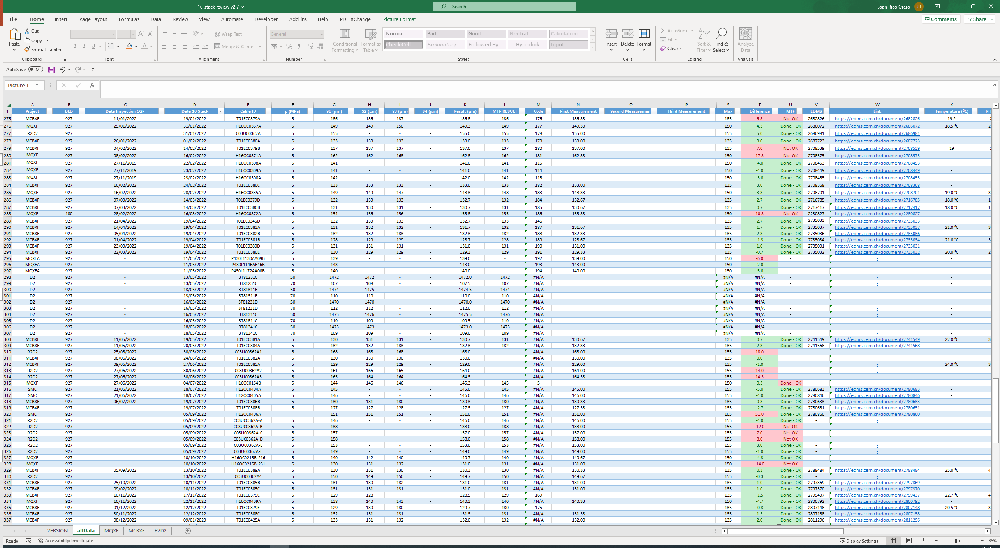 10-stack review v2.7
Search
Joan Rico Orero JR
File Home Insert Page Layout Formulas Data Review View Automate Developer Add-ins Help PDF-XChange Picture Format
Comments Share
Paste Cut Copy Format Painter
Wrap Text Merge & Center
General
Conditional Formatting Format as Table
Normal Bad Good Neutral Calculation
Check Cell Explanatory ... Followed Hy... Hyperlink Input
Insert Delete Format
AutoSum Fill Clear Sort & Filter Find & Select Analyze Data
Clipboard Font Alignment Number Styles Cells Editing Analysis
AutoSave Off
Picture 1 fx
A B C D E F G H I J K L M N O P S T U V W X
1 Project BLD Date Inspection CGP Date 10 Stack Cable ID p (MPa) S1 (µm) S2 (µm) S3 (µm) S4 (µm) Result (µm) MTF RESULT Code First Measurement Second Measuremen Third Measurement Max Difference MTF EDMS Link Temperature (ºC) RH
275 MCBXF 927 11/01/2022 19/01/2022 T01EC0379A 5 136 136 137 - 136.3 136 176 136.33 135 6.3 Not OK 2682826 https://edms.cern.ch/document/2682826 19.2
276 MQXF 927 25/01/2022 31/01/2022 H16OC0367A 5 149 149 150 - 149.3 149 177 149.33 150 4.3 Done - OK 2686072 https://edms.cern.ch/document/2686072 18.5 °C
277 R2D2 927 31/01/2022 C03UC0362A 5 155 - - - 155.0 155 178 155.00 155 5.0 Done - OK 2686981 https://edms.cern.ch/document/2686981
278 MCBXF 927 26/01/2022 01/02/2022 T01EC0380A 5 133 133 133 - 133.0 133 179 133.00 135 3.0 Done - OK 2687723 https://edms.cern.ch/document/2687723 -
279 MCBXF 927 04/02/2022 14/02/2022 T01EC0379B 5 137 137 137 - 137.0 137 180 137.00 135 7.0 Not OK 2708539 https://edms.cern.ch/document/2708539 19
280 MQXF 927 08/02/2022 16/02/2022 H16OC0371A 5 162 162 163 - 162.3 162 181 162.33 150 17.3 Not OK 2708575 https://edms.cern.ch/document/2708575 -
281 MQXF 927 27/11/2019 22/02/2022 H16OC0308A 5 141 - - - 141.0 141 115 150 -4.0 Done - OK 2708453 https://edms.cern.ch/document/2708453 -
282 MQXF 927 27/11/2019 23/02/2022 H16OC0309A 5 141 - - - 141.0 141 114 150 -4.0 Done - OK 2708449 https://edms.cern.ch/document/2708449 -
283 MQXF 927 27/11/2019 23/02/2022 H16OC0308A 5 142 - - - 142.0 142 115 150 -3.0 Done - OK 2708455 https://edms.cern.ch/document/2708455 -
284 MCBXF 927 16/02/2022 24/02/2022 T01EC0380C 5 133 133 133 - 133.0 133 182 133.00 135 3.0 Done - OK 2708368 https://edms.cern.ch/document/2708368 -
285 MQXF 927 16/02/2022 28/02/2022 H16OC0335A 5 149 149 147 - 148.3 148 183 148.33 150 3.3 Done - OK 2708701 https://edms.cern.ch/document/2708701 19.0 °C
286 MCBXF 927 07/03/2022 14/03/2022 T01EC0379D 5 132 133 133 - 132.7 132 184 132.67 135 2.7 Done - OK 2716785 https://edms.cern.ch/document/2716785 18.0 °C
287 MCBXF 927 07/03/2022 14/03/2022 T01EC0380B 5 131 130 131 - 130.7 131 185 130.67 135 0.7 Done - OK 2717417 https://edms.cern.ch/document/2717417 18.0 °C
288 MQXF 180 28/02/2022 16/03/2022 H16OC0372A 5 154 156 156 - 155.3 155 186 155.33 150 10.3 Not OK 2230827 https://edms.cern.ch/document/2230827 -
289 MCBXF 927 21/04/2022 19/04/2022 T01EC0346D 5 132 133 133 - 132.7 133 146 135 2.7 Done - OK 2735033 https://edms.cern.ch/document/2735033 -
290 MCBXF 927 14/04/2022 19/04/2022 T01EC0383A 5 131 132 132 - 131.7 132 187 131.67 135 1.7 Done - OK 2735037 https://edms.cern.ch/document/2735037 21.0 °C
291 MCBXF 927 05/04/2022 19/04/2022 T01EC0382B 5 132 132 133 - 132.3 132 188 132.33 135 2.3 Done - OK 2735036 https://edms.cern.ch/document/2735036 -
292 MCBXF 927 01/04/2022 19/04/2022 T01EC0381B 5 128 129 129 - 128.7 128 189 128.67 135 -1.3 Done - OK 2735034 https://edms.cern.ch/document/2735034 21.0 °C
293 MCBXF 927 23/03/2022 19/04/2022 T01EC0380D 5 131 131 131 - 131.0 131 190 131.00 135 1.0 Done - OK 2735031 https://edms.cern.ch/document/2735031 -
294 MCBXF 927 22/03/2022 19/04/2022 T01EC0380E 5 130 129 129 - 129.3 129 191 129.33 135 -0.7 Done - OK 2735032 https://edms.cern.ch/document/2735032 20.0 °C
295 MQXFA 927 - 11/05/2022 P430L1130AA09B 5 139 - - - 139.0 - 192 139.00 150 -6.0 - - -
296 MQXFA 927 - 11/05/2022 P430L1146AE46B 5 143 - - - 143.0 - 193 143.00 150 -2.0 - - -
297 MQXFA 927 - 11/05/2022 P430L1172AA00B 5 140 - - - 140.0 - 194 140.00 150 -5.0 - - -
298 D2 927 - 13/05/2022 3T81231C 50 1472 1472 - - 1472.0 1472 #N/A #N/A #N/A - - -
299 D2 927 - 13/05/2022 3T81231C 70 107 108 - - 107.5 107 #N/A #N/A #N/A - - -
300 D2 927 - 13/05/2022 3T81311E 50 1474 1475 - - 1474.5 1474 #N/A #N/A #N/A - - -
301 D2 927 - 13/05/2022 3T81311E 70 110 110 - - 110.0 110 #N/A #N/A #N/A - - -
302 D2 927 - 16/05/2022 3T81231D 50 1470 1470 - - 1470.0 1470 #N/A #N/A #N/A - - -
303 D2 927 - 16/05/2022 3T81231D 70 112 112 - - 112.0 112 #N/A #N/A #N/A - - -
304 D2 927 - 16/05/2022 3T81311C 50 1475 1476 - - 1475.5 1476 #N/A #N/A #N/A - - -
305 D2 927 - 16/05/2022 3T81311C 70 110 109 - - 109.5 110 #N/A #N/A #N/A - - -
306 D2 927 - 18/05/2022 3T81341C 50 1473 1473 - - 1473.0 1473 #N/A #N/A #N/A - - -
307 D2 927 - 18/05/2022 3T81341C 70 109 109 - - 109.0 109 #N/A #N/A #N/A - - -
308 MCBXF 927 11/05/2022 19/05/2022 T01EC0381A 5 130 131 131 - 130.7 131 #N/A 130.67 135 0.7 Done - OK 2741549 https://edms.cern.ch/document/2741549 22.0 °C
309 MCBXF 927 11/05/2022 20/05/2022 T01EC0384A 5 132 132 133 - 132.3 132 #N/A 132.33 135 2.3 Done - OK 2741568 https://edms.cern.ch/document/2741568 -
310 R2D2 927 25/05/2022 30/05/2022 C03UC0362A1 5 168 168 168 - 168.0 #N/A 168.00 155 18.0 -
311 MCBXF 927 08/06/2022 24/06/2022 T01EC0382A 5 130 130 130 - 130.0 #N/A 130.00 135 0.0 -
312 MCBXF 927 09/06/2022 27/06/2022 T01EC0385A 5 129 129 129 - 129.0 #N/A 129.00 135 -1.0 - 24.0 °C
313 R2D2 927 27/06/2022 30/06/2022 C03UC0362A2 5 161 166 165 - 164.0 #N/A 164.00 155 14.0 - -
314 R2D2 927 27/06/2022 30/06/2022 C03UC0362A3 5 165 164 164 - 164.3 #N/A 164.33 155 14.3 - -
315 MQXF 927 27/06/2022 04/07/2022 H16OC0164B 5 144 146 146 - 145.3 145 5 150 0.3 Done - OK - - -
316 SMC 927 21/06/2022 18/07/2022 H12OC0404A 5 145 - - - 145.0 145 #N/A 145.00 155 -5.0 Done - OK 2780683 https://edms.cern.ch/document/2780683 -
317 SMC 927 21/06/2022 18/07/2022 H12OC0405A 5 146 - - - 146.0 146 #N/A 146.00 155 -4.0 Done - OK 2780846 https://edms.cern.ch/document/2780846 -
318 MCBXF 927 06/07/2022 19/07/2022 T01EC0386B 5 130 131 130 - 130.3 130 #N/A 130.33 135 0.3 Done - OK 2780633 https://edms.cern.ch/document/2780633
319 MCBXF 927 19/07/2022 T01EC0388B 5 127 127 128 - 127.3 127 #N/A 127.33 135 -2.7 Done - OK 2780651 https://edms.cern.ch/document/2780651
320 SMC 927 05/09/2022 H12OC0406A 151 151 151 - 151.0 151 #N/A 151.00 105 51.0 Done - OK 2780860 https://edms.cern.ch/document/2780860
321 R2D2 927 05/09/2022 C03UC0362A-A 5 146 - - - 146.0 146 #N/A 146.00 155 -4.0 Done - OK - -
322 R2D2 927 05/09/2022 C03UC0362A-B 5 138 - - - 138.0 138 #N/A 138.00 155 -12.0 Not OK - -
323 R2D2 927 05/09/2022 C03UC0362A-C 5 157 - - - 157.0 157 #N/A 157.00 155 7.0 Not OK - -
324 R2D2 927 05/09/2022 C03UC0362A-D 5 158 - - - 158.0 158 #N/A 158.00 155 8.0 Not OK - -
325 R2D2 927 05/09/2022 C03UC0362A-E 5 153 - - - 153.0 153 #N/A 153.00 155 3.0 Done - OK - -
326 R2D2 927 05/09/2022 C03UC0362A-F 5 149 - - - 149.0 149 #N/A 149.00 155 -1.0 Done - OK - -
327 MQXF 927 10/10/2022 H16OC0215B-216 5 140 142 140 - 140.7 140 #N/A 140.67 150 -4.3 Done - OK - - -
328 MQXF 927 10/10/2022 H16OC0215B-231 5 130 131 132 - 131.0 131 #N/A 131.00 150 -14.0 Not OK - - -
329 MCBXF 927 05/09/2022 13/10/2022 T01EC0389A 5 130 131 130 - 130.3 130 #N/A 130.33 135 0.3 Done - OK 2788484 https://edms.cern.ch/document/2788484 25.0 °C
330 R2D2 927 13/10/2022 C03UC0362A4 5 150 149 150 - 149.7 150 #N/A 149.67 155 -0.3 Done - OK - -
331 MCBXF 927 25/10/2022 10/11/2022 T01EC0385B 5 131 130 132 - 131.0 131 #N/A 131.00 135 1.0 Done - OK 2797369 https://edms.cern.ch/document/2797369 -
332 MCBXF 927 09/02/2022 10/11/2022 T01EC0385C 5 131 131 131 - 131.0 131 #N/A 131.00 135 1.0 Done - OK 2797370 https://edms.cern.ch/document/2797370 -
333 MCBXF 927 10/11/2022 17/11/2022 T01EC0379C 5 129 128 - - 128.5 129 169 135 -1.5 Done - OK 2799437 https://edms.cern.ch/document/2799437 22.7 °C
334 MQXF 927 10/11/2022 22/11/2022 H16OC0409A 5 138 140 143 - 140.3 140 #N/A 140.33 150 -4.7 Done - OK 2800792 https://edms.cern.ch/document/2800792 -
335 MCBXF 927 01/12/2022 12/12/2022 T01EC0379E 5 129 130 130 - 129.7 130 175 135 -0.3 Done - OK 2807148 https://edms.cern.ch/document/2807148 20.5 °C
336 MCBXF 927 30/11/2022 12/12/2022 T01EC0388C 5 132 131 131 - 131.3 131 #N/A 131.33 135 1.3 Done - OK 2807158 https://edms.cern.ch/document/2807158 -
337 MCBXF 927 08/12/2022 09/01/2023 T01EC0425A 5 133 131 132 - 132.0 132 #N/A 132.00 135 2.0 Done - OK 2811296 https://edms.cern.ch/document/2811296 -
VERSION allData MQXF MCBXF R2D2
Ready Accessibility: Investigate Display Settings 85%